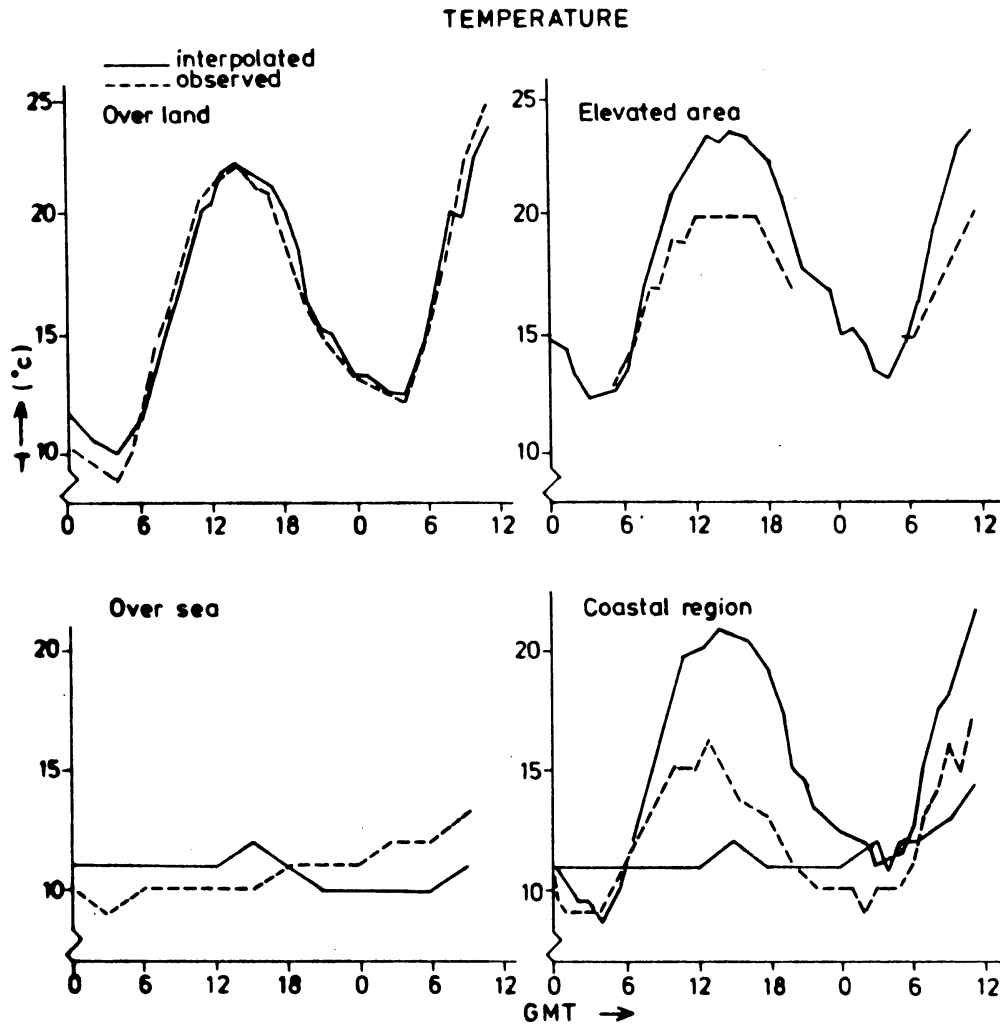 TEMPERATURE
interpolated
observed
Over land
Elevated area
25
20
15
10
T → (°c)
0 6 12 18 0 6 12
25
20
15
10
0 6 12 18 0 6 12
Over sea
Coastal region
20
15
10
0 6 12 18 0 6 12
20
15
10
0 6 12 18 0 6 12
GMT →